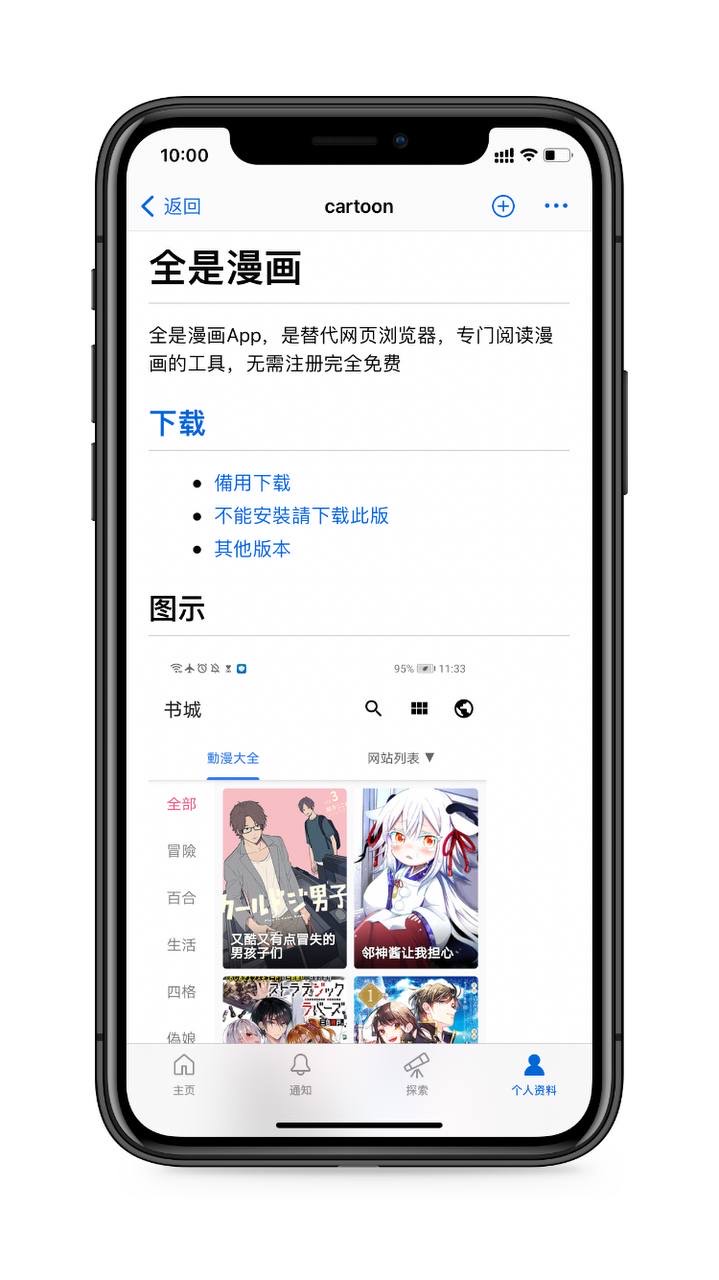 10:00
返回
cartoon
全是漫画
全是漫画App，是替代网页浏览器，专门阅读漫
画的工具，无需注册完全免费
下载
備用下载
不能安裝請下载此版
其他版本
图示
95% 11:33
书城
動漫大全
网站列表 ▼
全部
冒險
百合
生活
四格
偽娘
3
クールドジ男子
又酷又有点冒失的
男孩子们
邻神酱让我担心
ストラテジック
ラバーズ
1
主页
通知
探索
个人资料